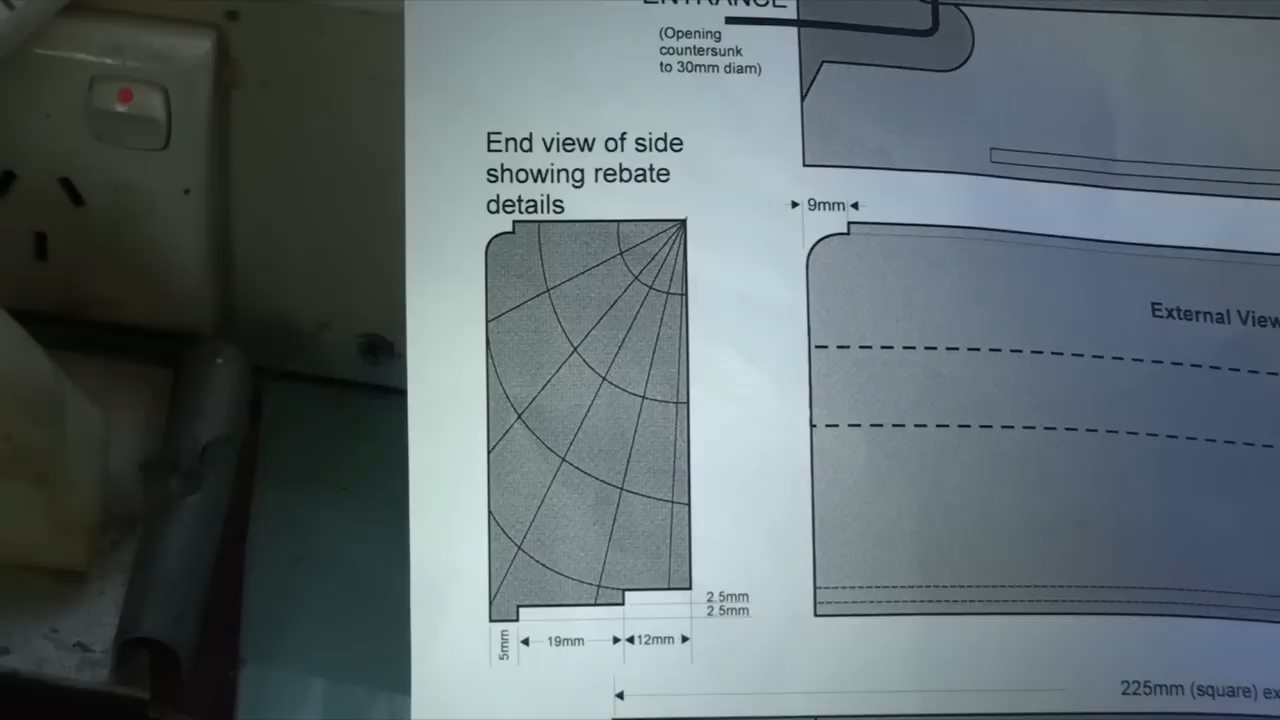 ENTRANCE
(Opening
countersunk
to 30mm diam)
End view of side
showing rebate
details
9mm
External View
2.5mm
2.5mm
5mm
19mm
12mm
225mm (square) ex